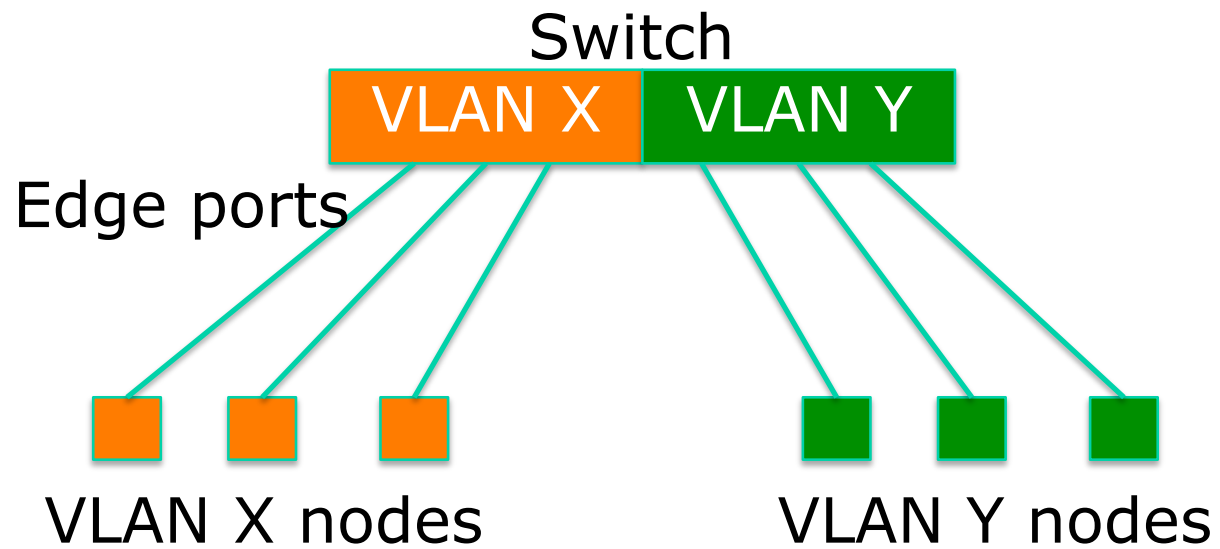 Switch
VLAN X VLAN Y
Edge ports
VLAN X nodes VLAN Y nodes